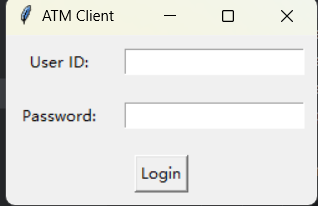 ATM Client
User ID:
Password:
Login